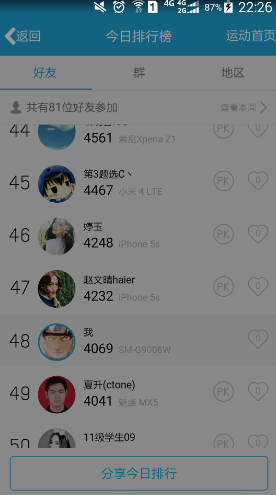 1 4G 4G 2G 87% 22:26
返回 今日排行榜 运动首页
好友 群 地区
共有81位好友参加 查看本周
44 4561 索尼Xperia Z1 PK 0
45 第3题选C丶 4467 小米 4 LTE PK 0
46 婷玉 4248 iPhone 5s PK 0
47 赵文晴haier 4232 iPhone 5s PK 0
48 我 4069 SM-G9008W 0
49 夏升(ctone) 4041 魅族 MX5 PK 0
50 11级学生09
分享今日排行